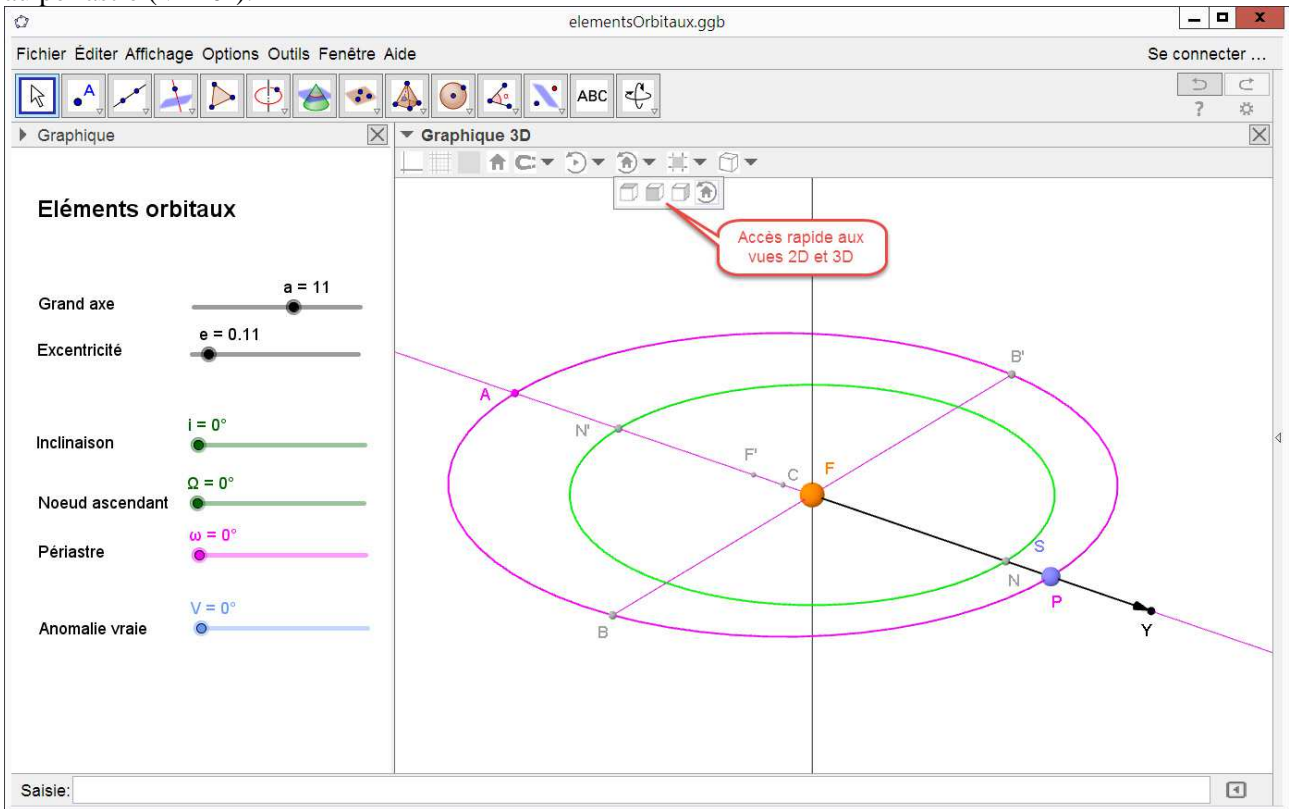 elementsOrbitaux.ggb
Fichier Éditer Affichage Options Outils Fenêtre Aide
Se connecter ...
A
ABC
?
Graphique
Graphique 3D
Eléments orbitaux
Accès rapide aux
vues 2D et 3D
a = 11
Grand axe
e = 0.11
Excentricité
i = 0°
Inclinaison
Ω = 0°
Noeud ascendant
ω = 0°
Périastre
V = 0°
Anomalie vraie
B'
A
N'
F'
C
F
S
N
P
Y
B
Saisie: